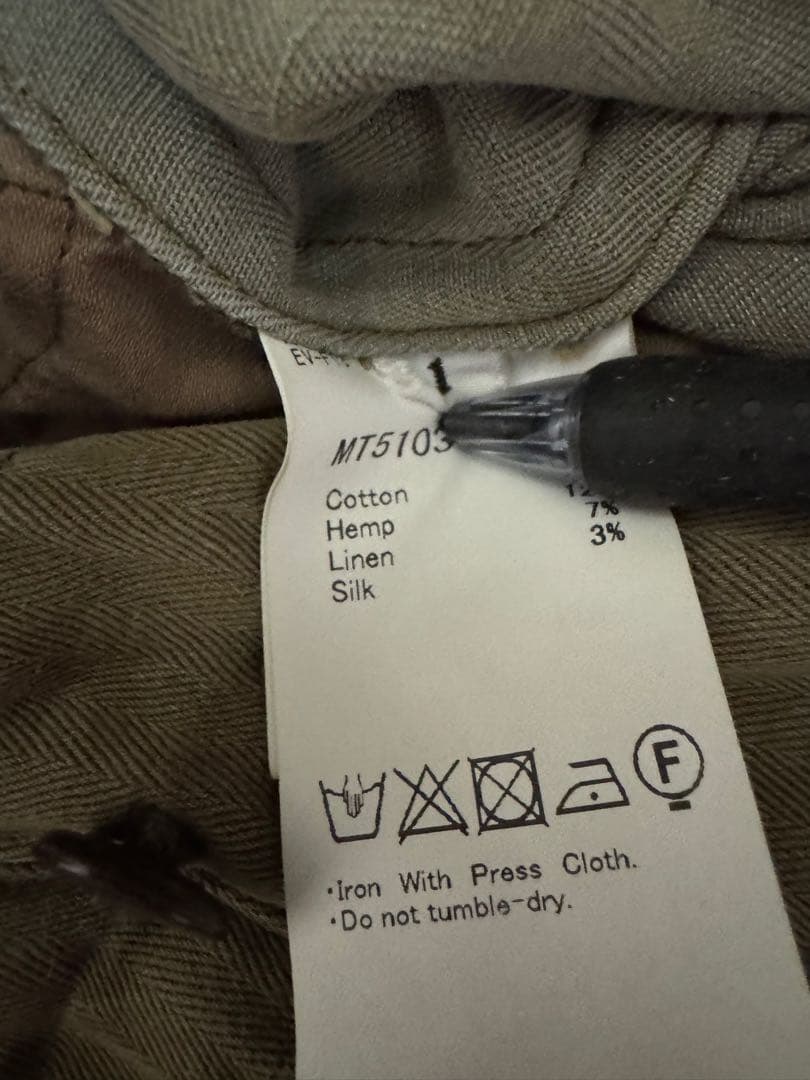 1
MT5103
Cotton
Hemp 7%
Linen 3%
Silk
F
·Iron With Press Cloth.
·Do not tumble-dry.